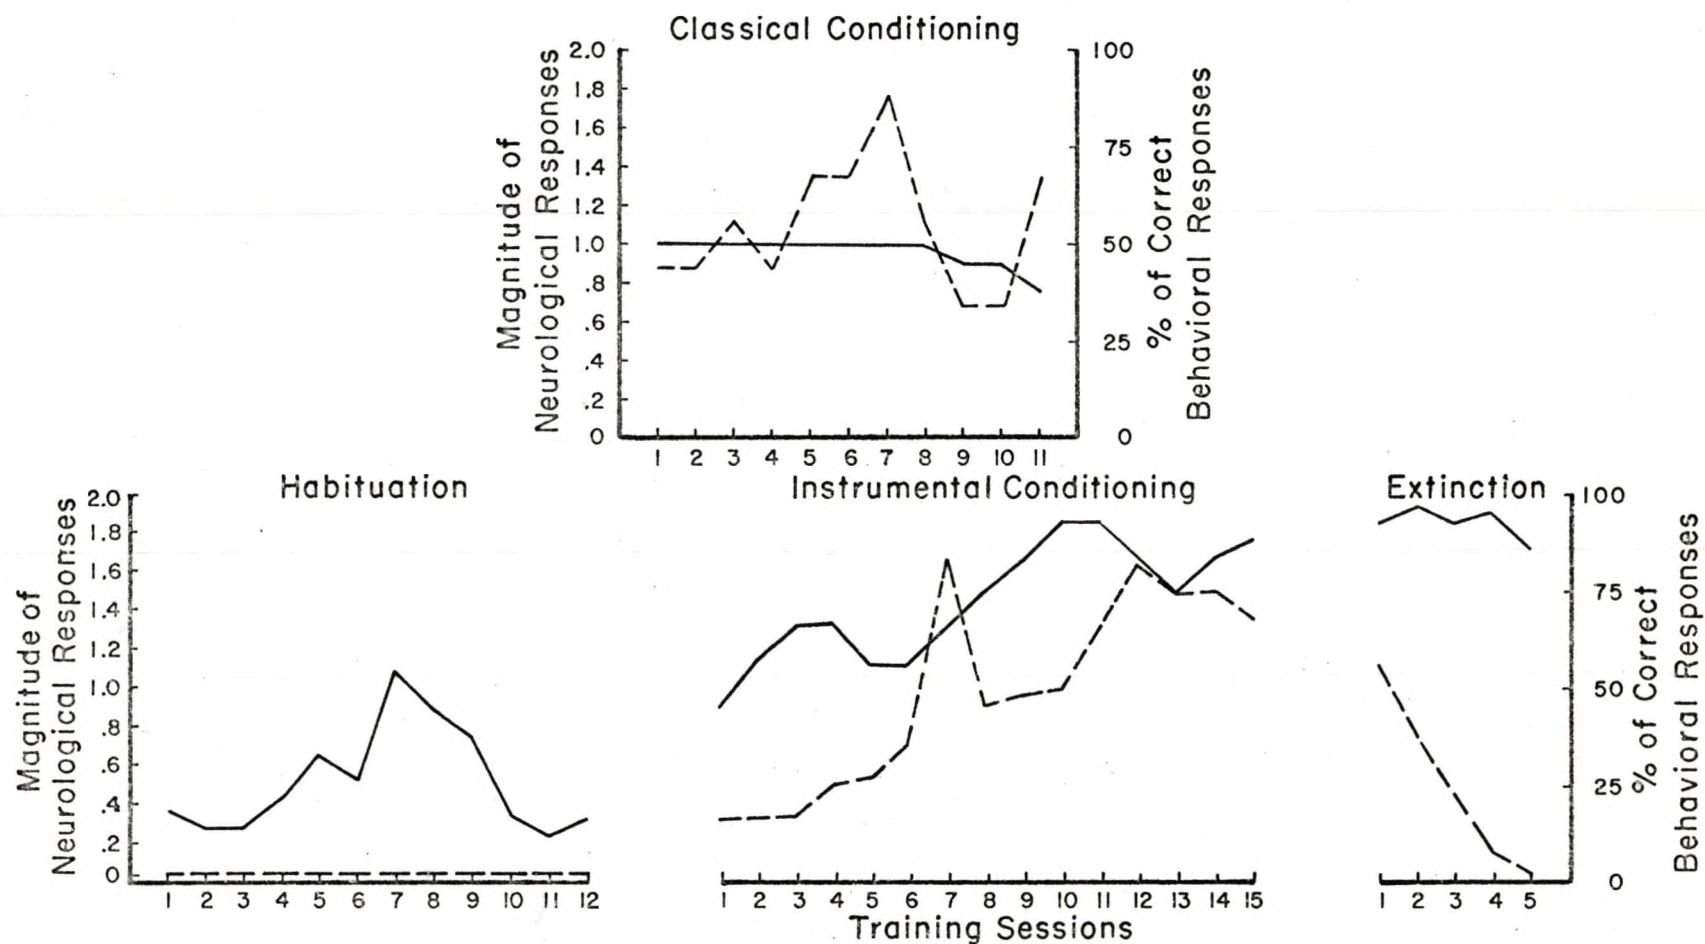 Classical Conditioning
Magnitude of
Neurological Responses
2.0
1.8
1.6
1.4
1.2
1.0
.8
.6
.4
.2
0
100
75
50
25
0
% of Correct
Behavioral Responses
1 2 3 4 5 6 7 8 9 10 11
Habituation
Magnitude of
Neurological Responses
2.0
1.8
1.6
1.4
1.2
1.0
.8
.6
.4
.2
0
1 2 3 4 5 6 7 8 9 10 11 12
Instrumental Conditioning
1 2 3 4 5 6 7 8 9 10 11 12 13 14 15
Training Sessions
Extinction
100
75
50
25
0
% of Correct
Behavioral Responses
1 2 3 4 5